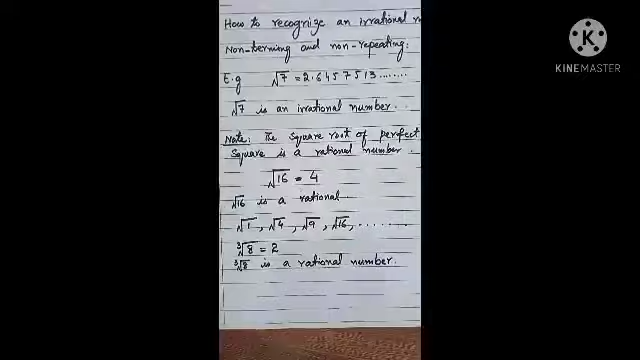 How to recognize an irrational n
Non-terming and non-repeating:
E.g √7 = 2.6457513........
√7 is an irrational number..
Note: The square root of perfect
square is a rational number.
√16 = 4
√16 is a rational
√1, √4, √9, √16, ........
∛8 = 2
∛8 is a rational number.
KINEMASTER